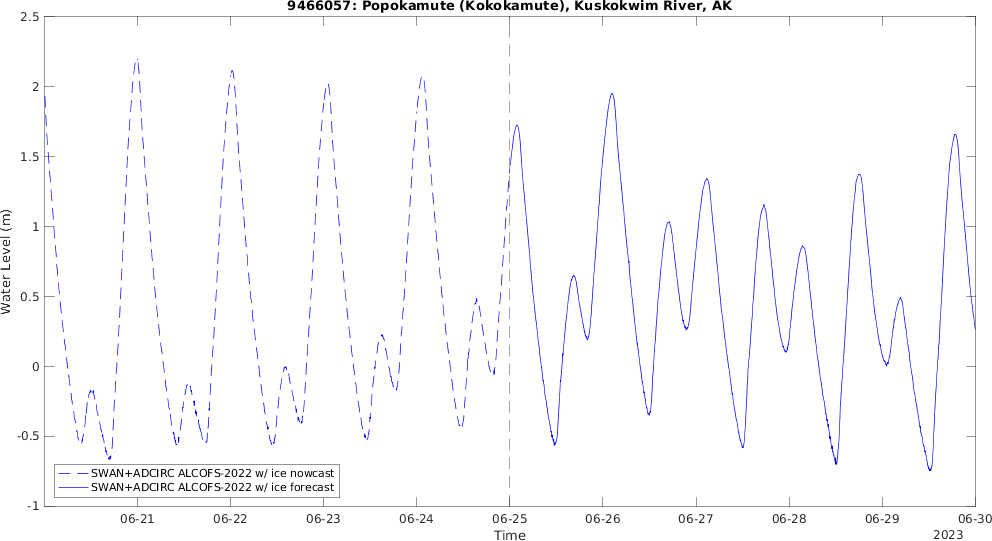 9466057: Popokamute (Kokokamute), Kuskokwim River, AK
2.5
2
1.5
1
0.5
0
-0.5
-1
Water Level (m)
SWAN+ADCIRC ALCOFS-2022 w/ ice nowcast
SWAN+ADCIRC ALCOFS-2022 w/ ice forecast
06-21 06-22 06-23 06-24 06-25 06-26 06-27 06-28 06-29 06-30
Time
2023